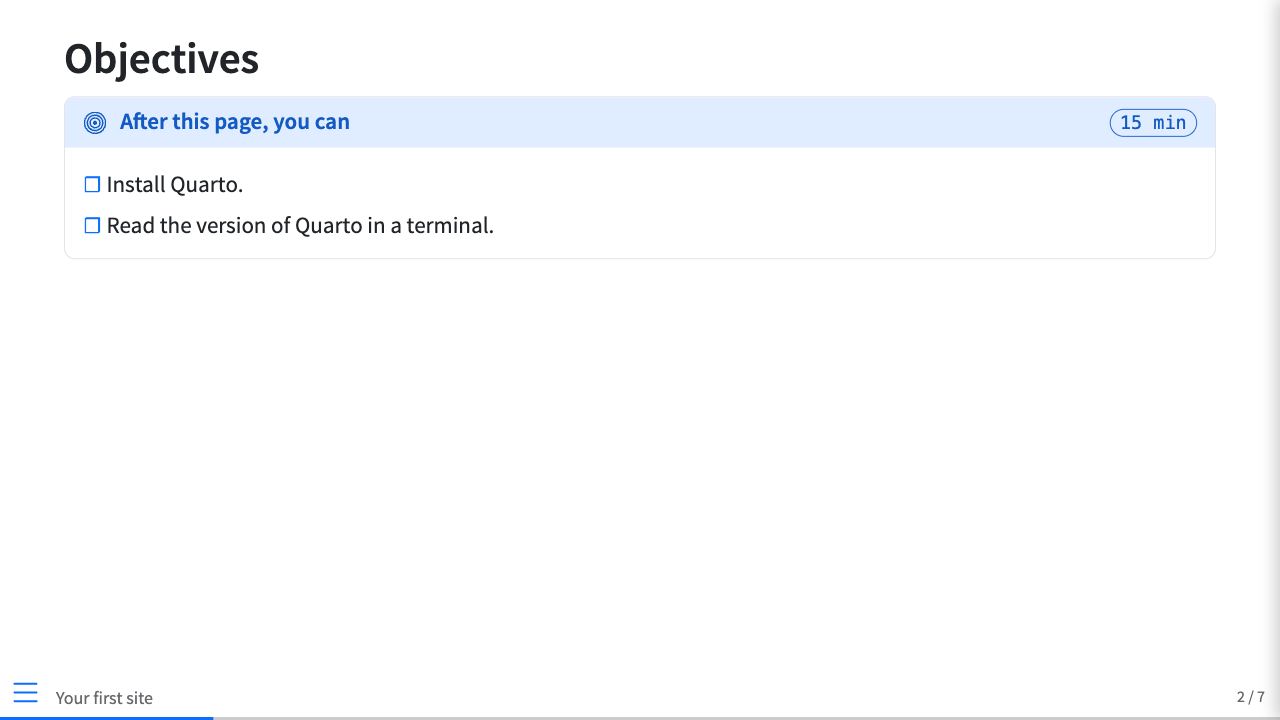 Objectives
After this page, you can
15 min
Install Quarto.
Read the version of Quarto in a terminal.
Your first site
2 / 7